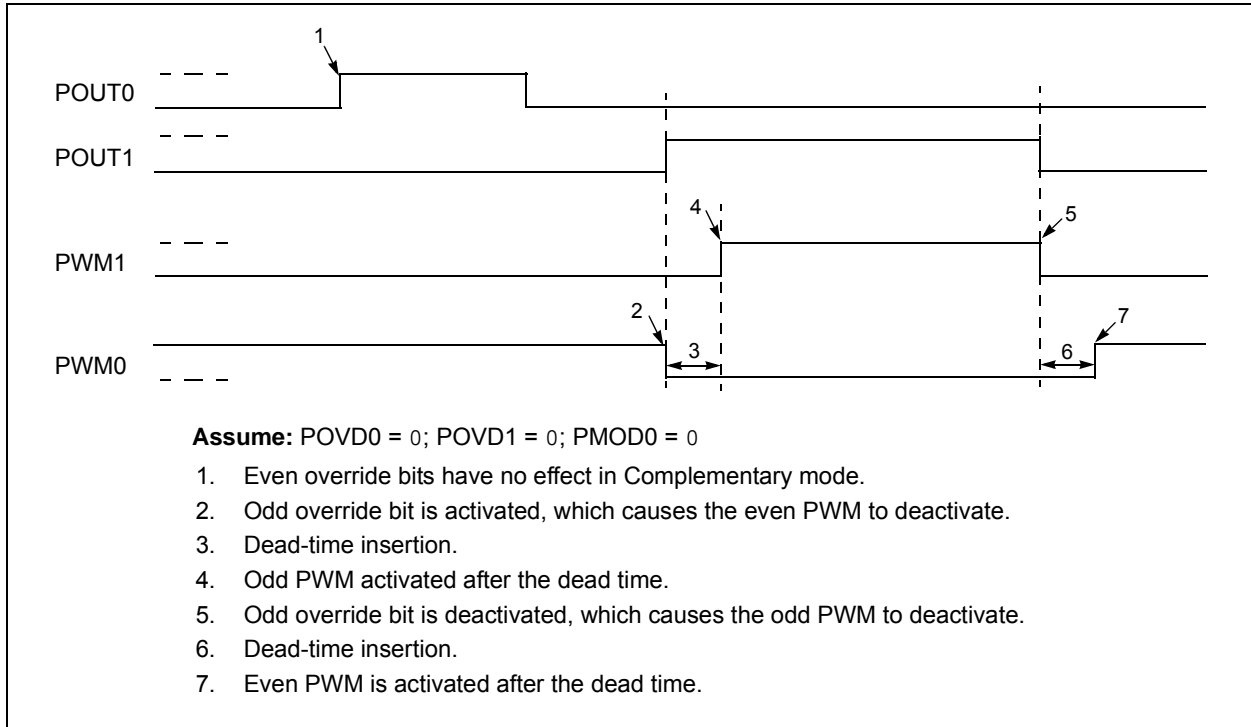 1
POUT0
POUT1
4
5
PWM1
2
7
3
6
PWM0
Assume: POVD0 = 0; POVD1 = 0; PMOD0 = 0
1. Even override bits have no effect in Complementary mode.
2. Odd override bit is activated, which causes the even PWM to deactivate.
3. Dead-time insertion.
4. Odd PWM activated after the dead time.
5. Odd override bit is deactivated, which causes the odd PWM to deactivate.
6. Dead-time insertion.
7. Even PWM is activated after the dead time.